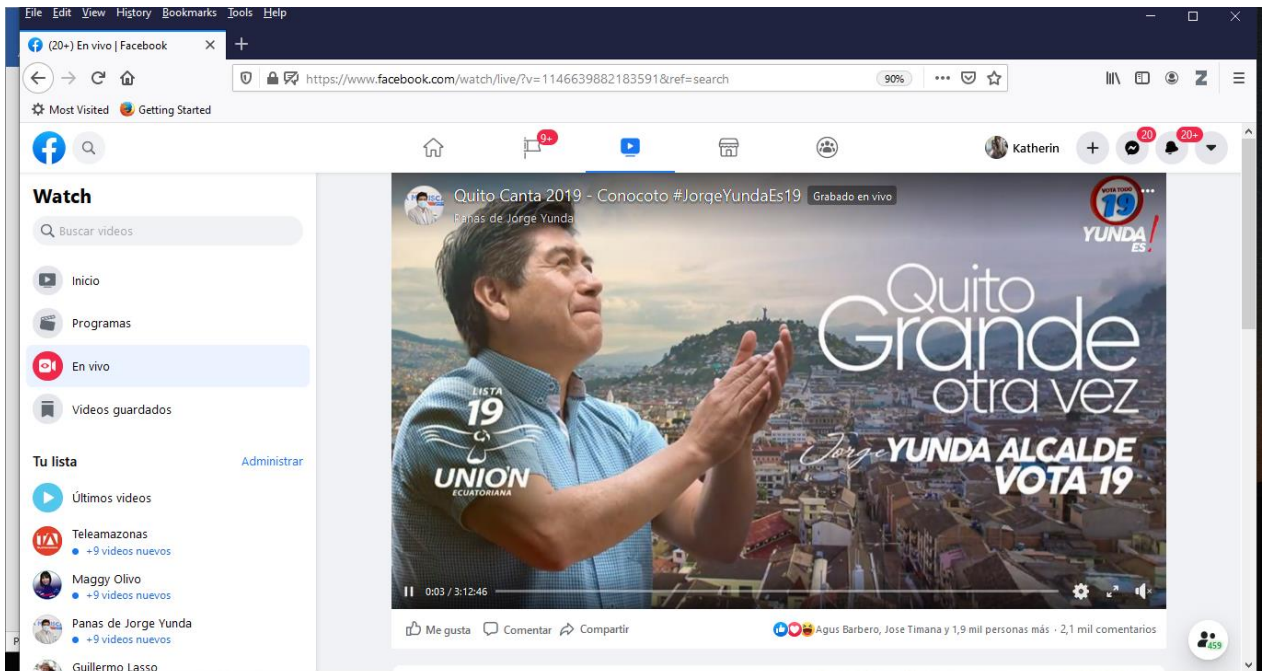 File Edit View History Bookmarks Tools Help
(20+) En vivo | Facebook
https://www.facebook.com/watch/live/?v=1146639882183591&ref=search
90%
Most Visited Getting Started
9+
Katherin
20
20+
Watch
Buscar videos
Inicio
Programas
En vivo
Videos guardados
Tu lista
Administrar
Últimos videos
Teleamazonas
+9 videos nuevos
Maggy Olivo
+9 videos nuevos
Panas de Jorge Yunda
+9 videos nuevos
Guillermo Lasso
Quito Canta 2019 - Conocoto #JorgeYundaEs19 Grabado en vivo
Panas de Jorge Yunda
VOTA TODO
19
YUNDA
ES!
Quito
Grande
otra vez
Jorge YUNDA ALCALDE
VOTA 19
LISTA
19
UNIÓN
ECUATORIANA
0:03 / 3:12:46
Me gusta Comentar Compartir
Agus Barbero, Jose Timana y 1,9 mil personas más · 2,1 mil comentarios
459